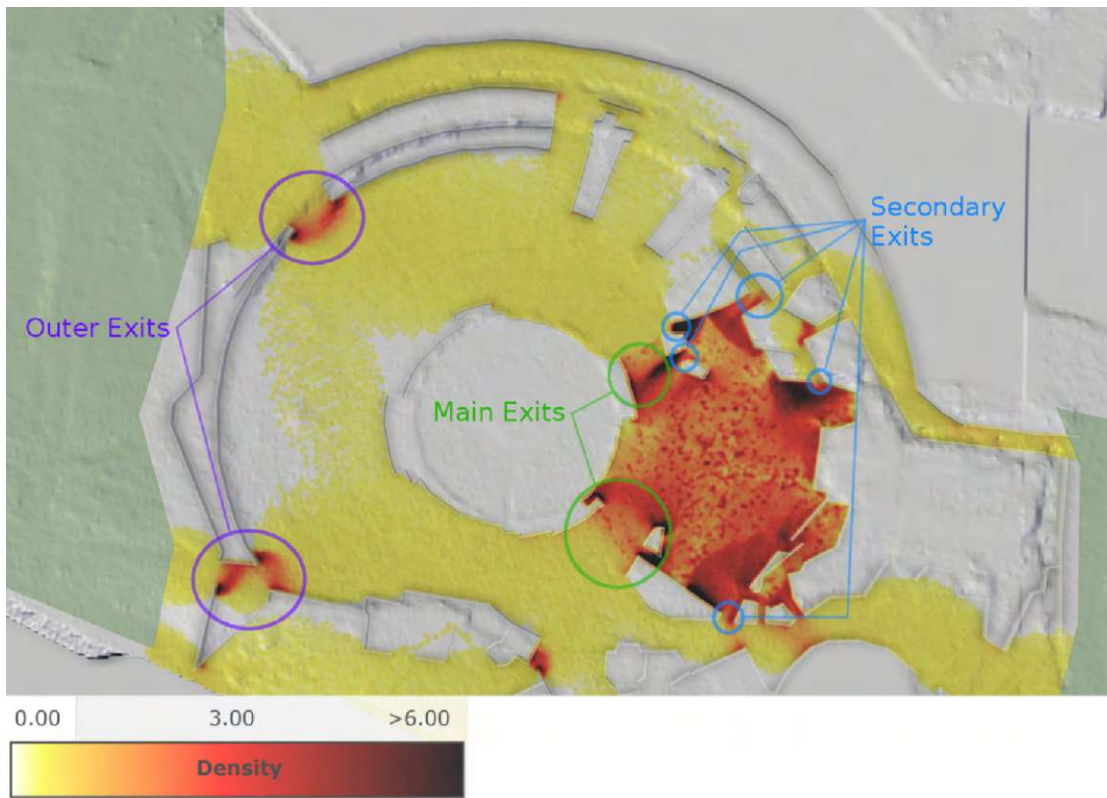 Secondary
Exits
Outer Exits
Main Exits
0.00 3.00 >6.00
Density